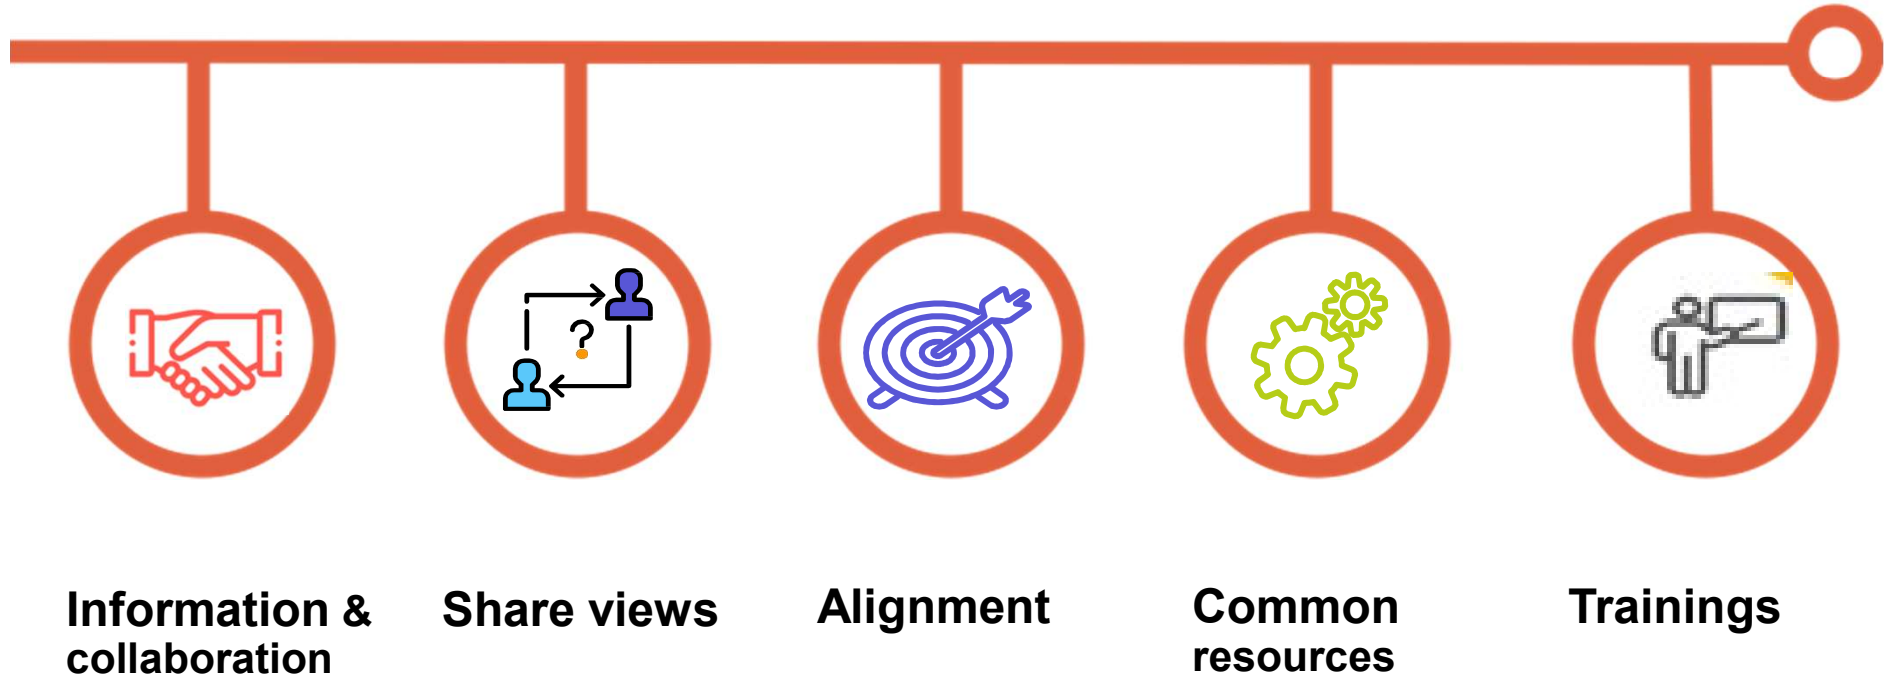 Information &
collaboration
Share views
Alignment
Common
resources
Trainings
?